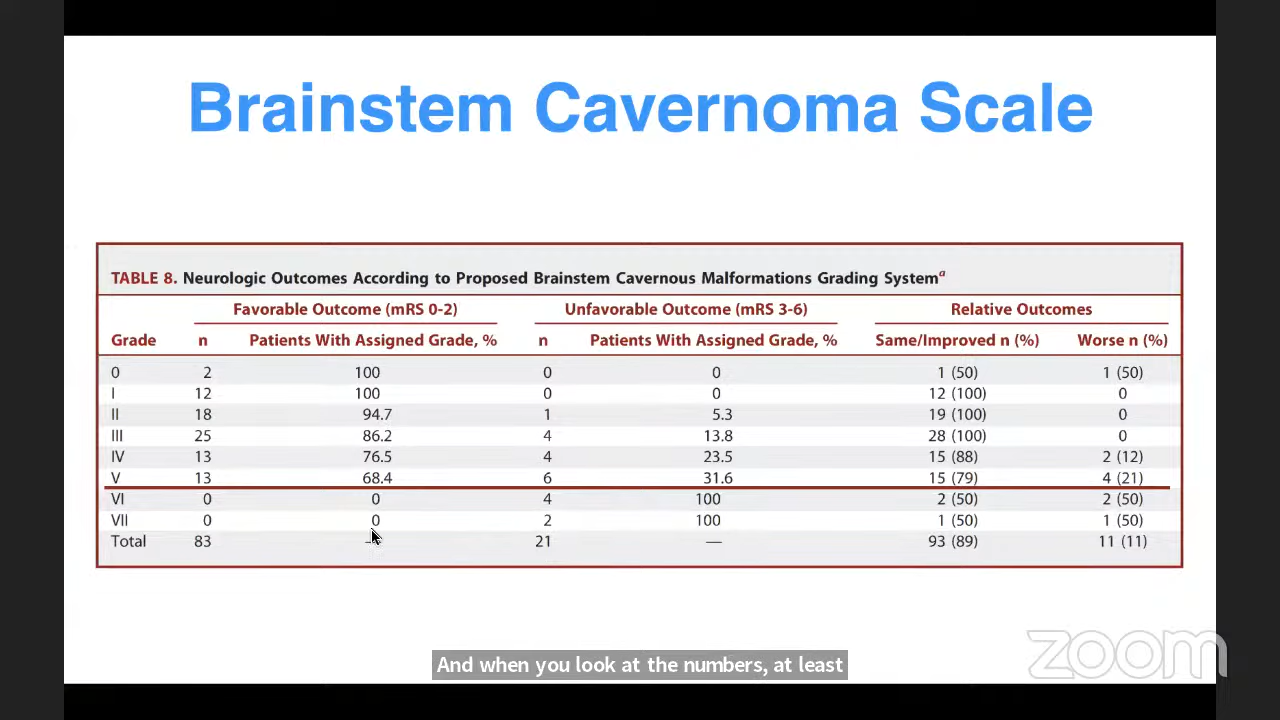 Brainstem Cavernoma Scale
TABLE 8. Neurologic Outcomes According to Proposed Brainstem Cavernous Malformations Grading Systemª
Favorable Outcome (mRS 0-2) Unfavorable Outcome (mRS 3-6) Relative Outcomes
Grade n Patients With Assigned Grade, % n Patients With Assigned Grade, % Same/Improved n (%) Worse n (%)
0 2 100 0 0 1 (50) 1 (50)
I 12 100 0 0 12 (100) 0
II 18 94.7 1 5.3 19 (100) 0
III 25 86.2 4 13.8 28 (100) 0
IV 13 76.5 4 23.5 15 (88) 2 (12)
V 13 68.4 6 31.6 15 (79) 4 (21)
VI 0 0 4 100 2 (50) 2 (50)
VII 0 0 2 100 1 (50) 1 (50)
Total 83 — 21 — 93 (89) 11 (11)
And when you look at the numbers, at least
zoom